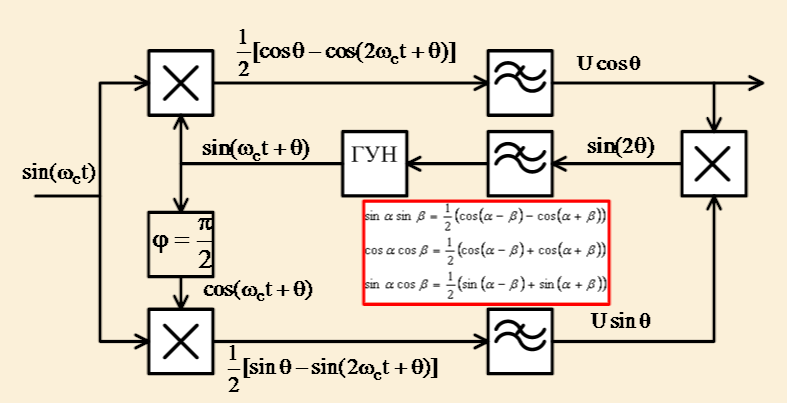 1/2[cosθ – cos(2ω_ct + θ)]
U cosθ
sin(ω_ct + θ)
ГУН
sin(2θ)
sin(ω_ct)
sin α sin β = 1/2(cos(α – β) – cos(α + β))
cos α cos β = 1/2(cos(α – β) + cos(α + β))
sin α cos β = 1/2(sin(α – β) + sin(α + β))
φ = π/2
cos(ω_ct + θ)
U sin θ
1/2[sin θ – sin(2ω_ct + θ)]